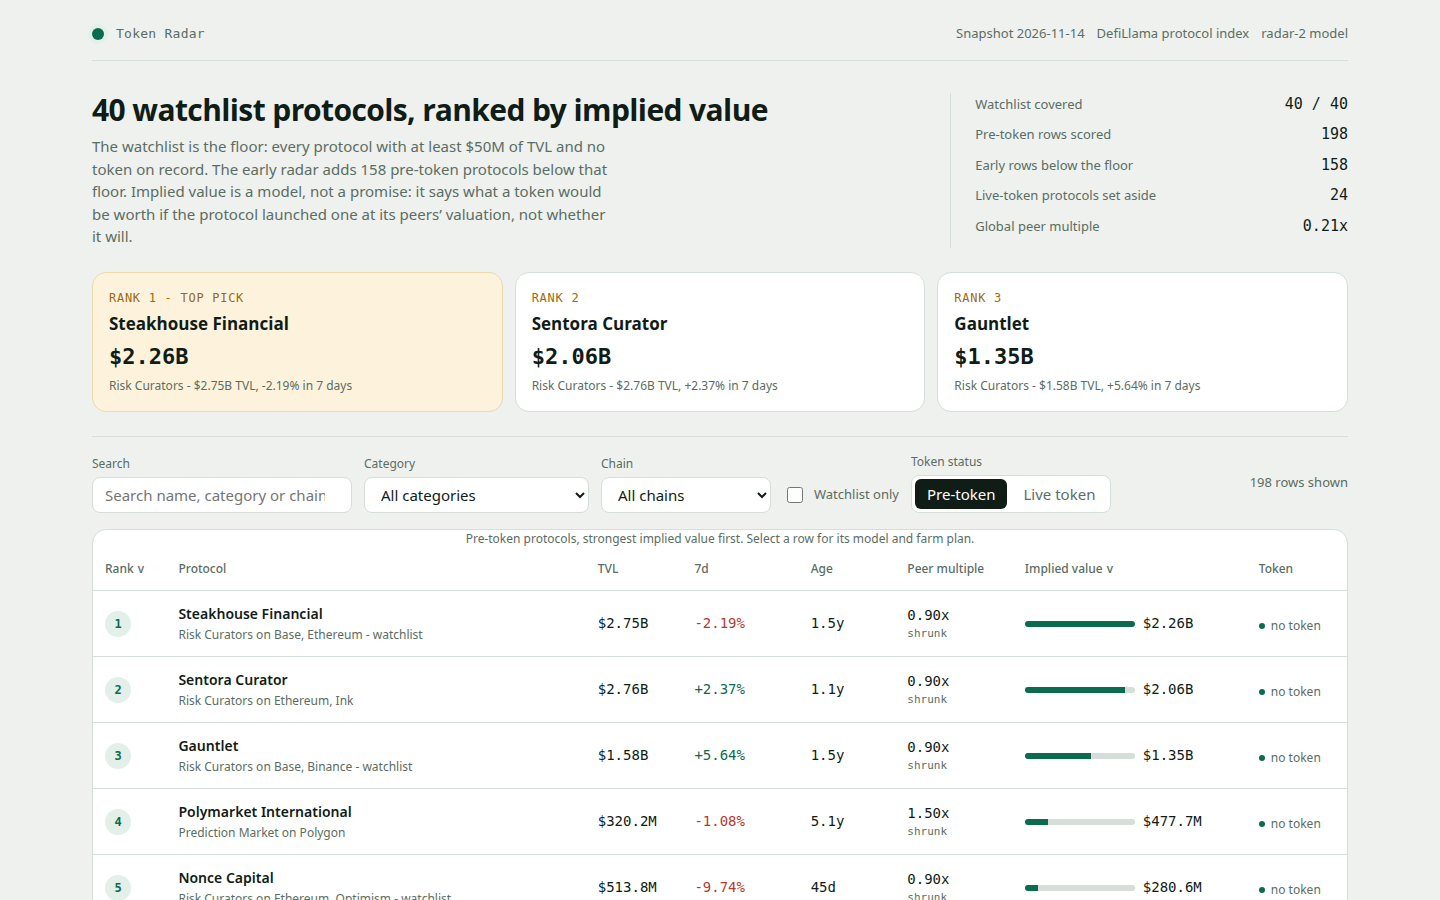 Token Radar
Snapshot 2026-11-14 DefiLlama protocol index radar-2 model
40 watchlist protocols, ranked by implied value
The watchlist is the floor: every protocol with at least $50M of TVL and no
token on record. The early radar adds 158 pre-token protocols below that
floor. Implied value is a model, not a promise: it says what a token would
be worth if the protocol launched one at its peers’ valuation, not whether
it will.
Watchlist covered 40 / 40
Pre-token rows scored 198
Early rows below the floor 158
Live-token protocols set aside 24
Global peer multiple 0.21x
RANK 1 - TOP PICK
Steakhouse Financial
$2.26B
Risk Curators - $2.75B TVL, -2.19% in 7 days
RANK 2
Sentora Curator
$2.06B
Risk Curators - $2.76B TVL, +2.37% in 7 days
RANK 3
Gauntlet
$1.35B
Risk Curators - $1.58B TVL, +5.64% in 7 days
Search
Search name, category or chain
Category
All categories
Chain
All chains
Watchlist only
Token status
Pre-token Live token
198 rows shown
Pre-token protocols, strongest implied value first. Select a row for its model and farm plan.
Rank v Protocol TVL 7d Age Peer multiple Implied value v Token
1 Steakhouse Financial $2.75B -2.19% 1.5y 0.90x $2.26B no token
Risk Curators on Base, Ethereum - watchlist shrunk
2 Sentora Curator $2.76B +2.37% 1.1y 0.90x $2.06B no token
Risk Curators on Ethereum, Ink shrunk
3 Gauntlet $1.58B +5.64% 1.5y 0.90x $1.35B no token
Risk Curators on Base, Binance - watchlist shrunk
4 Polymarket International $320.2M -1.08% 5.1y 1.50x $477.7M no token
Prediction Market on Polygon shrunk
5 Nonce Capital $513.8M -9.74% 45d 0.90x $280.6M no token
Risk Curators on Ethereum, Optimism - watchlist shrunk